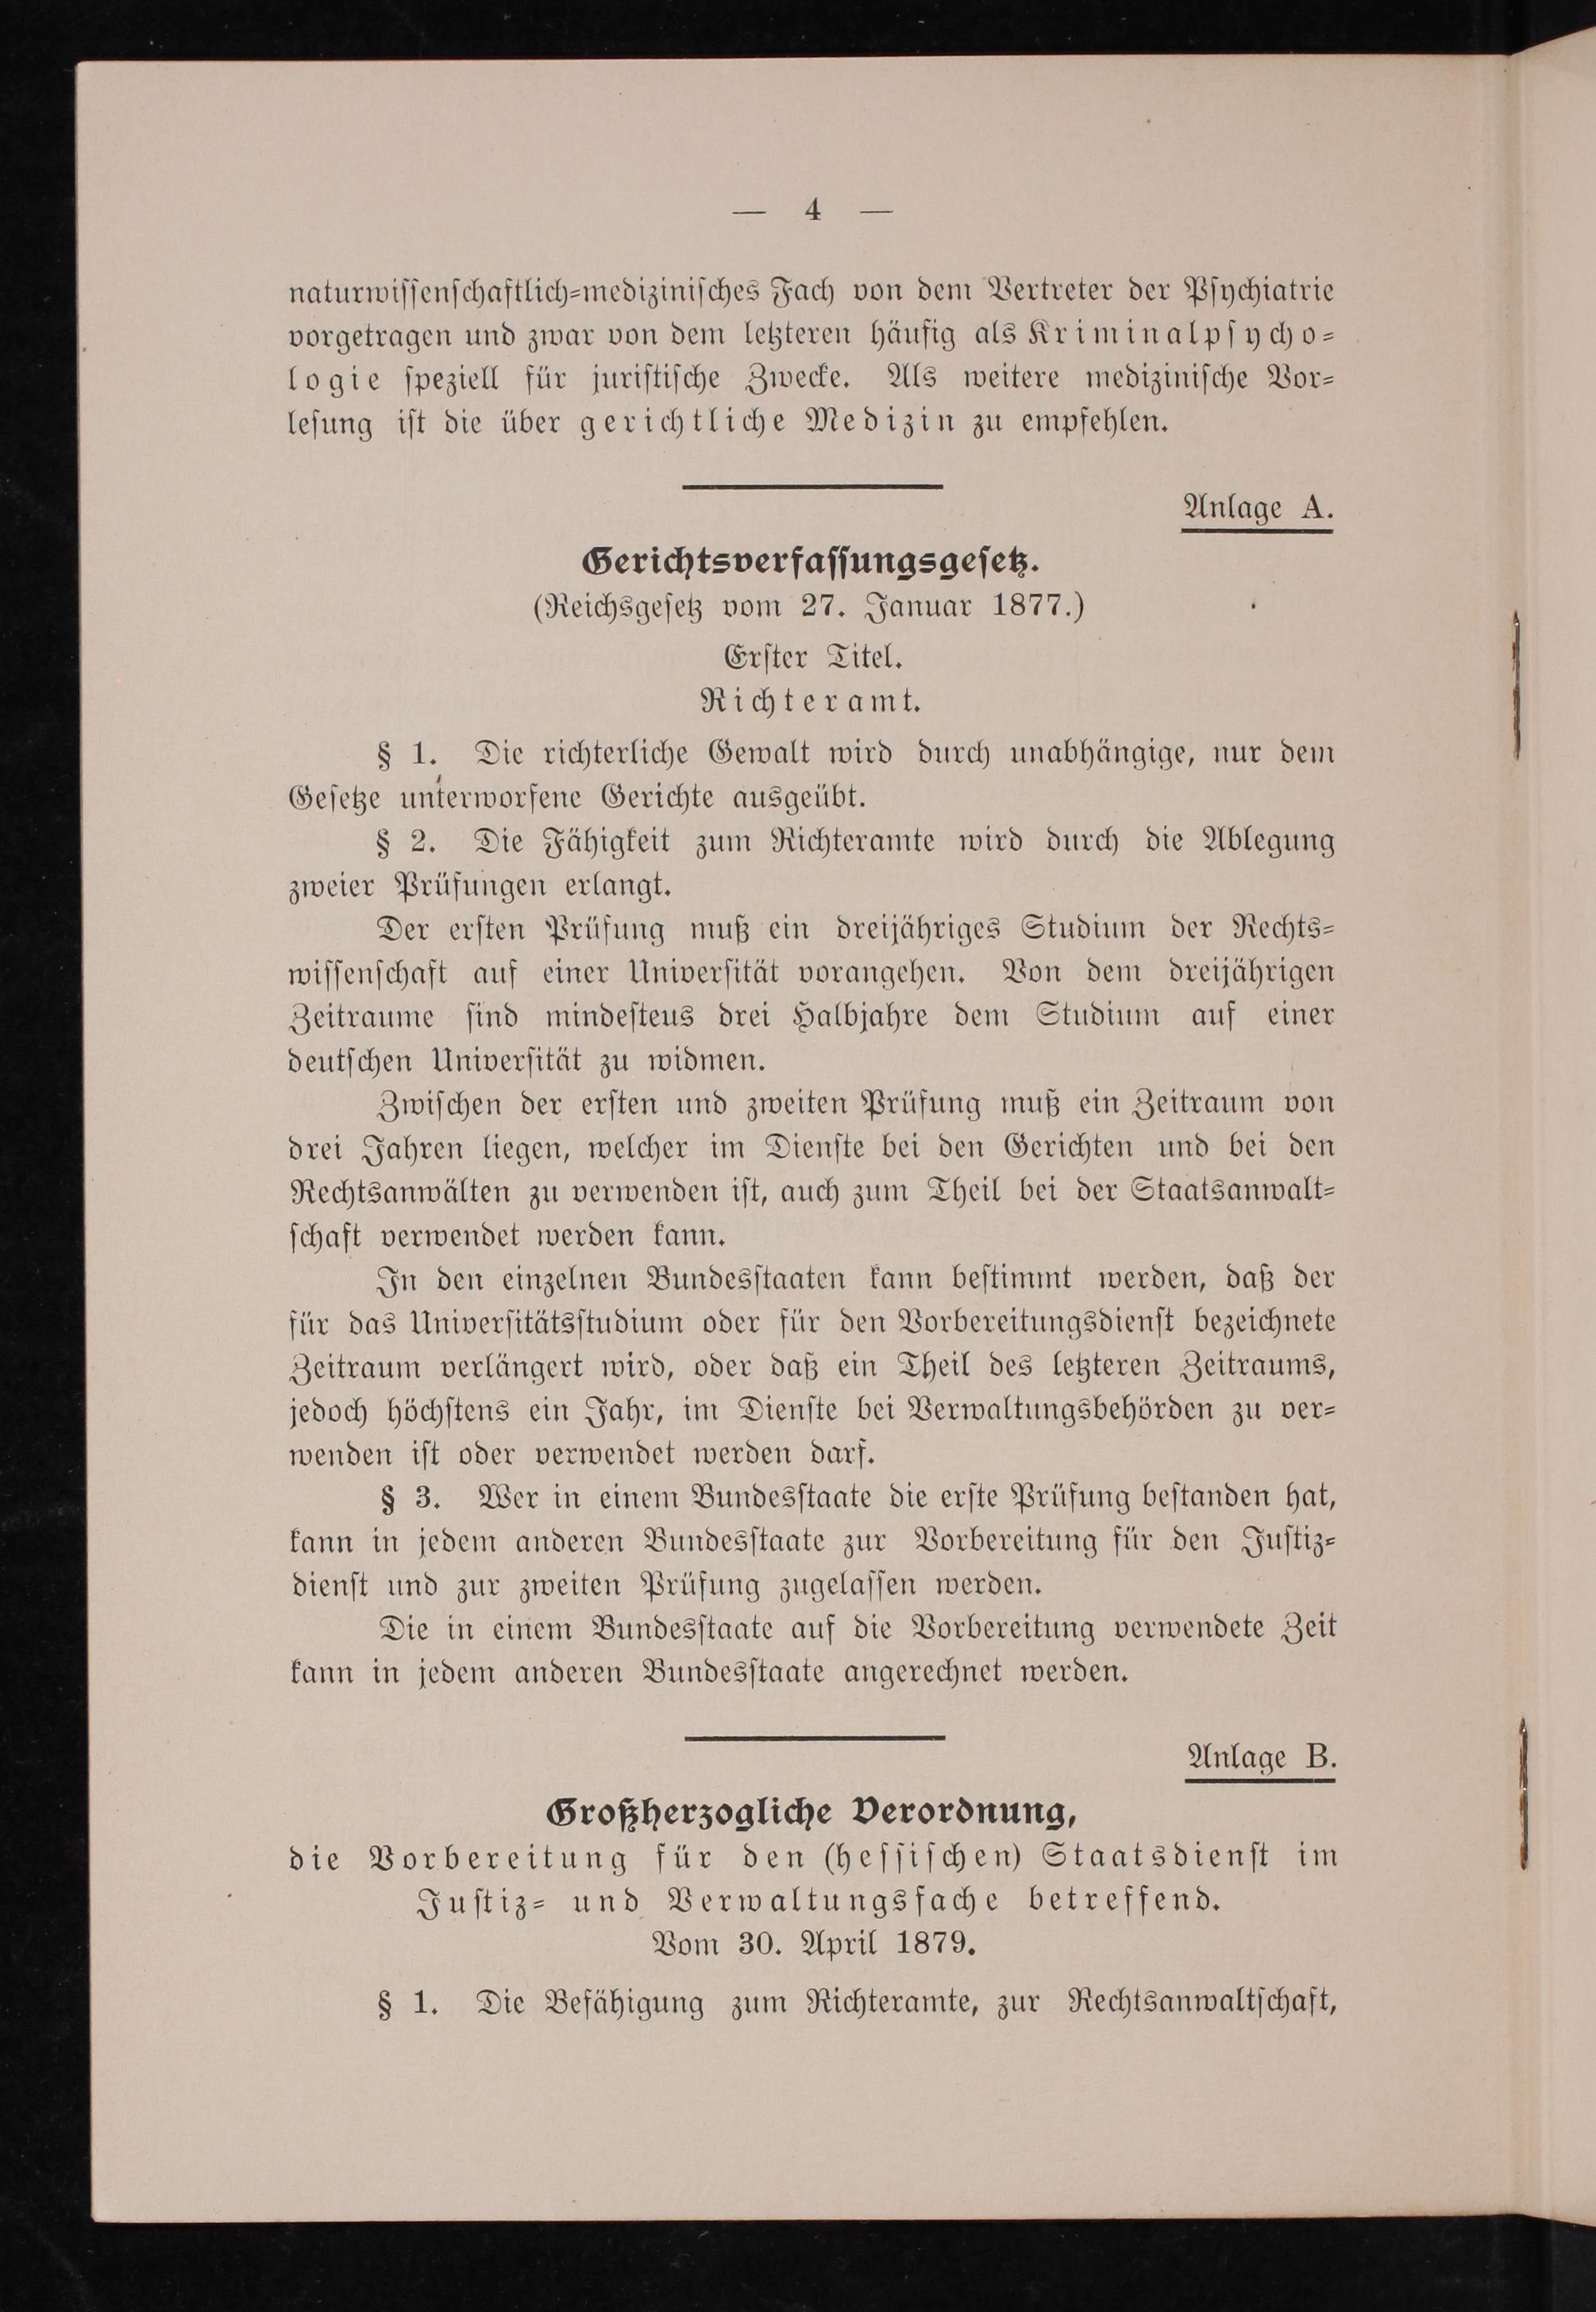 — 4 —
naturwiſſenſchaftlich-mediziniſches Fach von dem Vertreter der Pſychiatrie
vorgetragen und zwar von dem letzteren häufig als Kriminalpſycho-
logie ſpeziell für juriſtiſche Zwecke. Als weitere mediziniſche Vor-
leſung iſt die über gerichtliche Medizin zu empfehlen.
Anlage A.
Gerichtsverfaſſungsgeſetz.
(Reichsgeſetz vom 27. Januar 1877.)
Erſter Titel.
Richteramt.
§ 1. Die richterliche Gewalt wird durch unabhängige, nur dem
Geſetze unterworfene Gerichte ausgeübt.
§ 2. Die Fähigkeit zum Richteramte wird durch die Ablegung
zweier Prüfungen erlangt.
Der erſten Prüfung muß ein dreijähriges Studium der Rechts-
wiſſenſchaft auf einer Univerſität vorangehen. Von dem dreijährigen
Zeitraume ſind mindeſteus drei Halbjahre dem Studium auf einer
deutſchen Univerſität zu widmen.
Zwiſchen der erſten und zweiten Prüfung muß ein Zeitraum von
drei Jahren liegen, welcher im Dienſte bei den Gerichten und bei den
Rechtsanwälten zu verwenden iſt, auch zum Theil bei der Staatsanwalt-
ſchaft verwendet werden kann.
In den einzelnen Bundesſtaaten kann beſtimmt werden, daß der
für das Univerſitätsſtudium oder für den Vorbereitungsdienſt bezeichnete
Zeitraum verlängert wird, oder daß ein Theil des letzteren Zeitraums,
jedoch höchſtens ein Jahr, im Dienſte bei Verwaltungsbehörden zu ver-
wenden iſt oder verwendet werden darf.
§ 3. Wer in einem Bundesſtaate die erſte Prüfung beſtanden hat,
kann in jedem anderen Bundesſtaate zur Vorbereitung für den Juſtiz-
dienſt und zur zweiten Prüfung zugelaſſen werden.
Die in einem Bundesſtaate auf die Vorbereitung verwendete Zeit
kann in jedem anderen Bundesſtaate angerechnet werden.
Anlage B.
Großherzogliche Verordnung,
die Vorbereitung für den (heſſiſchen) Staatsdienſt im
Juſtiz- und Verwaltungsfache betreffend.
Vom 30. April 1879.
§ 1. Die Befähigung zum Richteramte, zur Rechtsanwaltſchaft,